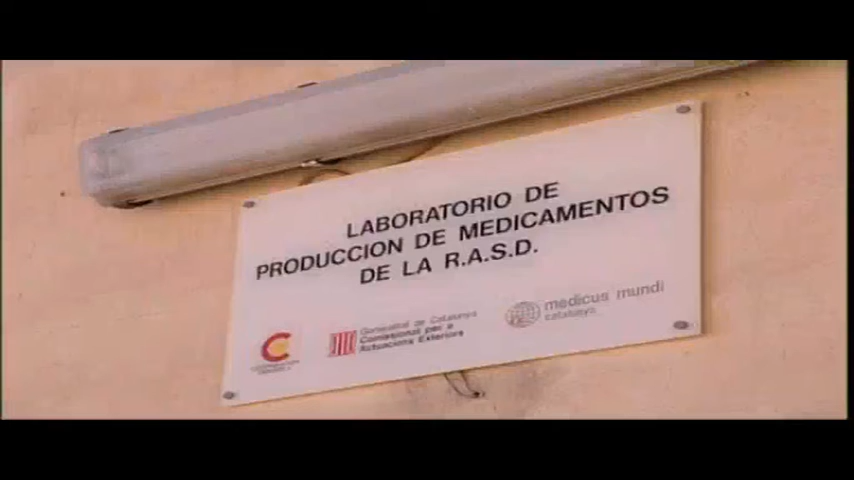 LABORATORIO DE
PRODUCCION DE MEDICAMENTOS
DE LA R.A.S.D.
Generalitat de Catalunya
Comissionat per a
Actuacions Exteriors
medicus mundi
catalunya